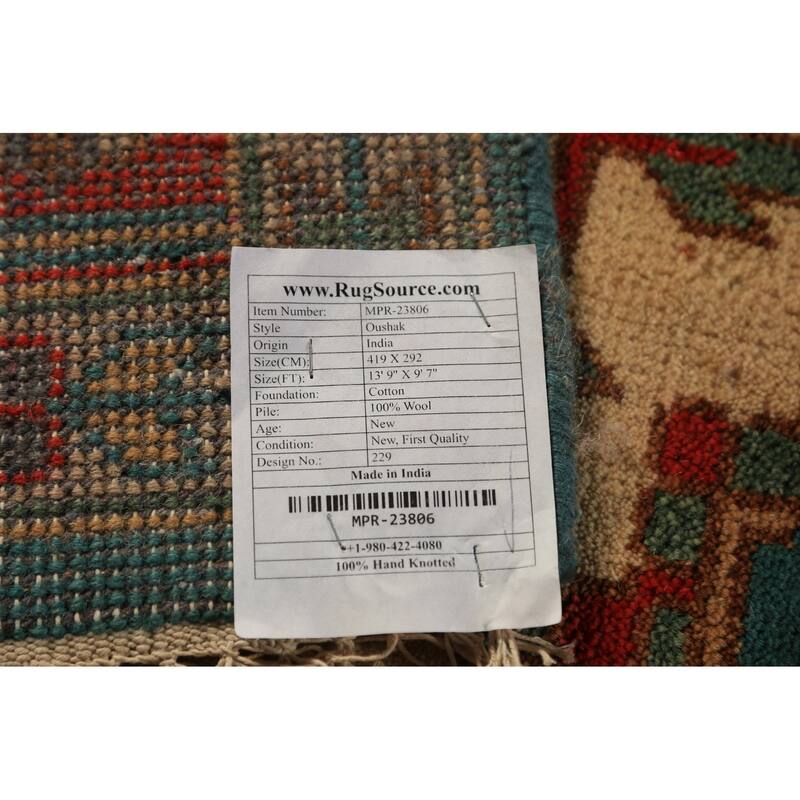 www.RugSource.com
Item Number: MPR-23806
Style Oushak
Origin India
Size(CM): 419 X 292
Size(FT): 13' 9" X 9' 7"
Foundation: Cotton
Pile: 100% Wool
Age: New
Condition: New, First Quality
Design No.: 229
Made in India
MPR-23806
+1-980-422-4080
100% Hand Knotted